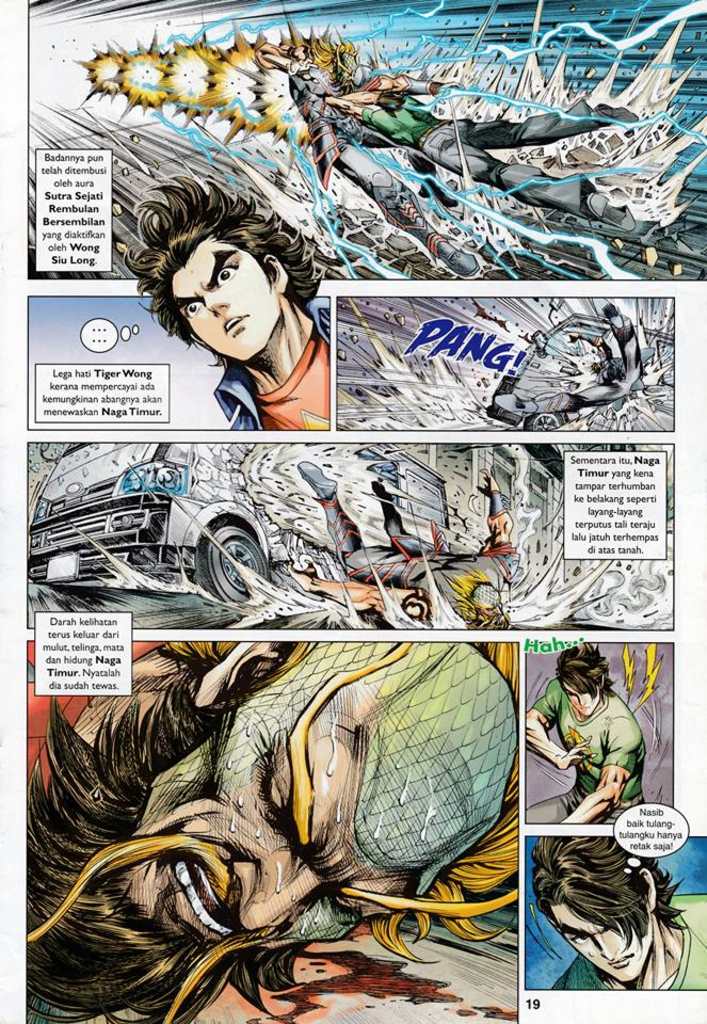 Badannya pun
telah ditembusi
oleh aura
Sutra Sejati
Rembulan
Bersembilan
yang diaktifkan
oleh Wong
Siu Long.
...
...
Lega hati Tiger Wong
kerana mempercayai ada
kemungkinan abangnya akan
menewaskan Naga Timur.
PANG!
Sementara itu, Naga
Timur yang kena
tampar terhumban
ke belakang seperti
layang-layang
terputus tali teraju
lalu jatuh terhempas
di atas tanah.
Darah kelihatan
terus keluar dari
mulut, telinga, mata
dan hidung Naga
Timur. Nyatalah
dia sudah tewas.
Hah...
Nasib
baik tulang-
tulangku hanya
retak saja!
19